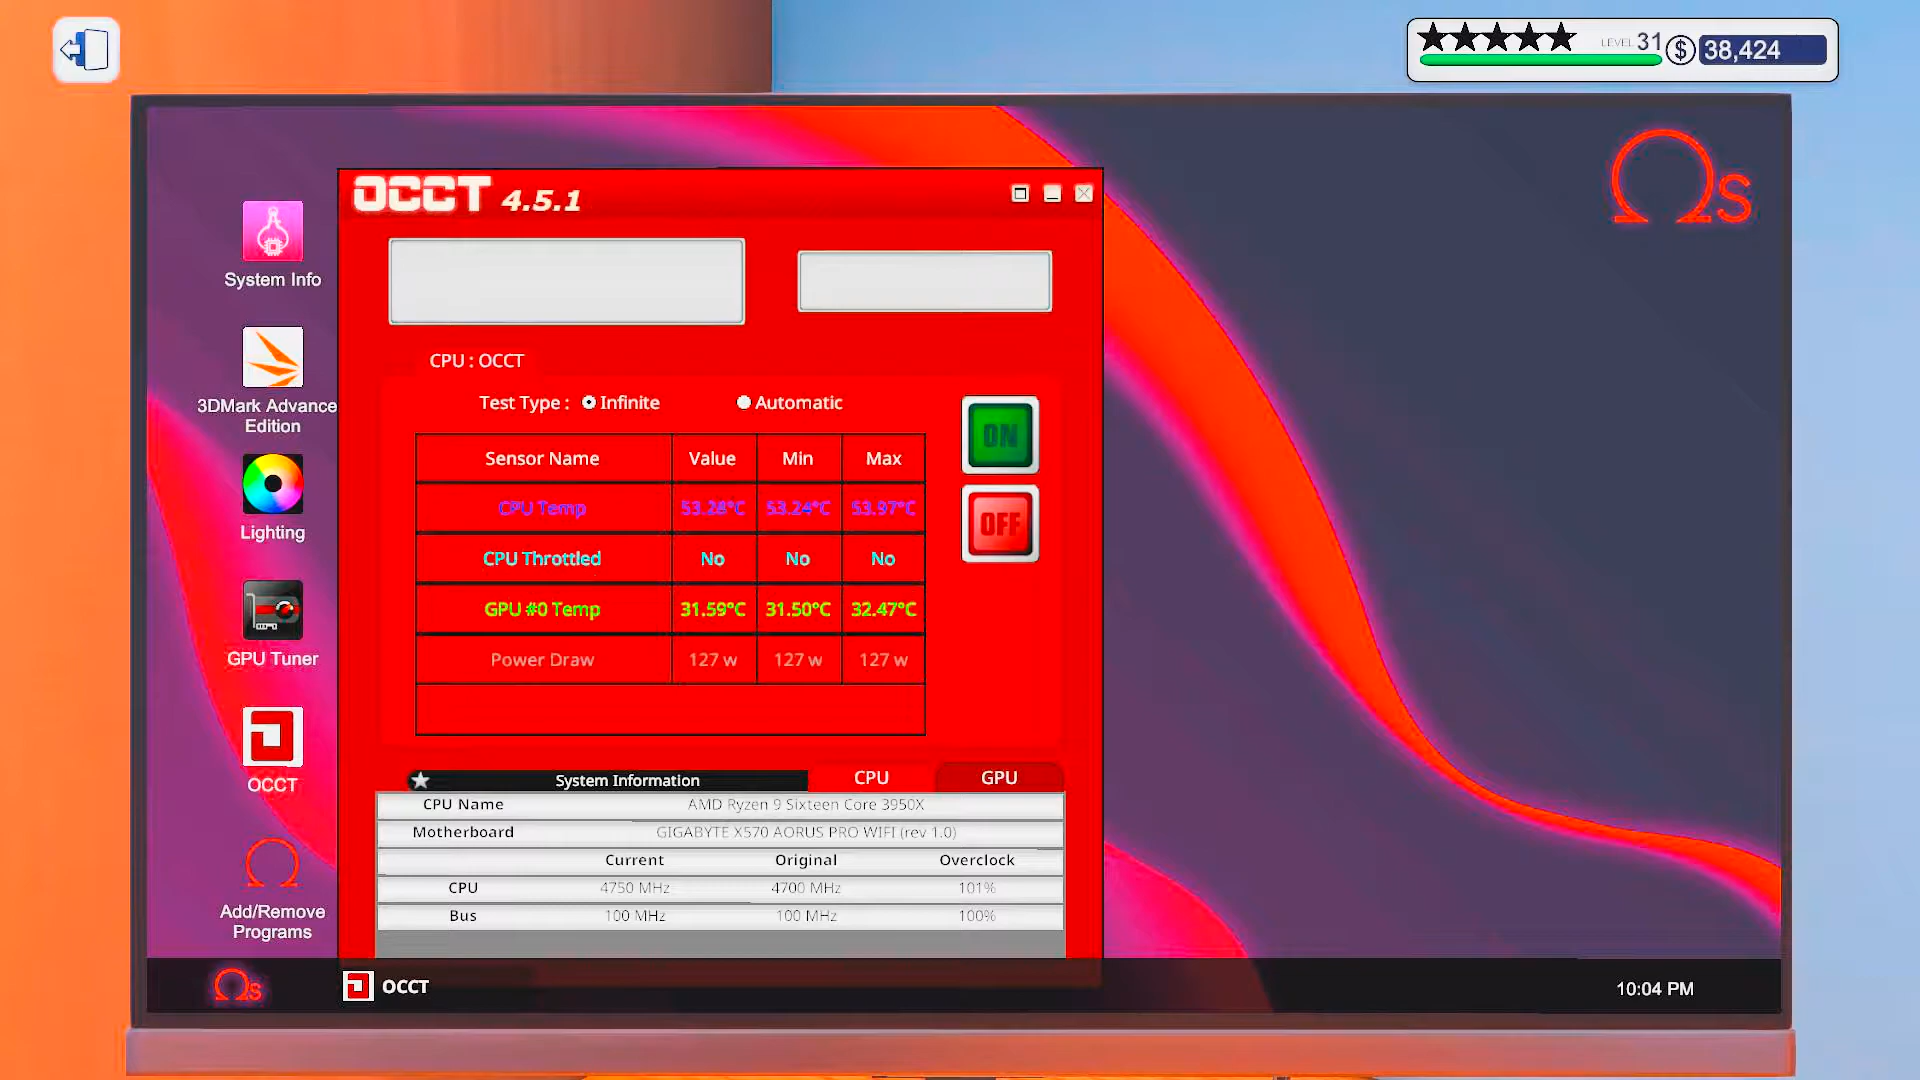 LEVEL 31 $ 38,424
OCCT 4.5.1
System Info
3DMark Advance
Edition
Lighting
GPU Tuner
OCCT
Add/Remove
Programs
CPU : OCCT
Test Type : Infinite Automatic
ON
OFF
Sensor Name Value Min Max
CPU Temp 53.28°C 53.24°C 53.97°C
CPU Throttled No No No
GPU #0 Temp 31.59°C 31.50°C 32.47°C
Power Draw 127 w 127 w 127 w
System Information CPU GPU
CPU Name AMD Ryzen 9 Sixteen Core 3950X
Motherboard GIGABYTE X570 AORUS PRO WIFI (rev 1.0)
Current Original Overclock
CPU 4750 MHz 4700 MHz 101%
Bus 100 MHz 100 MHz 100%
Ωs
Ωs OCCT 10:04 PM